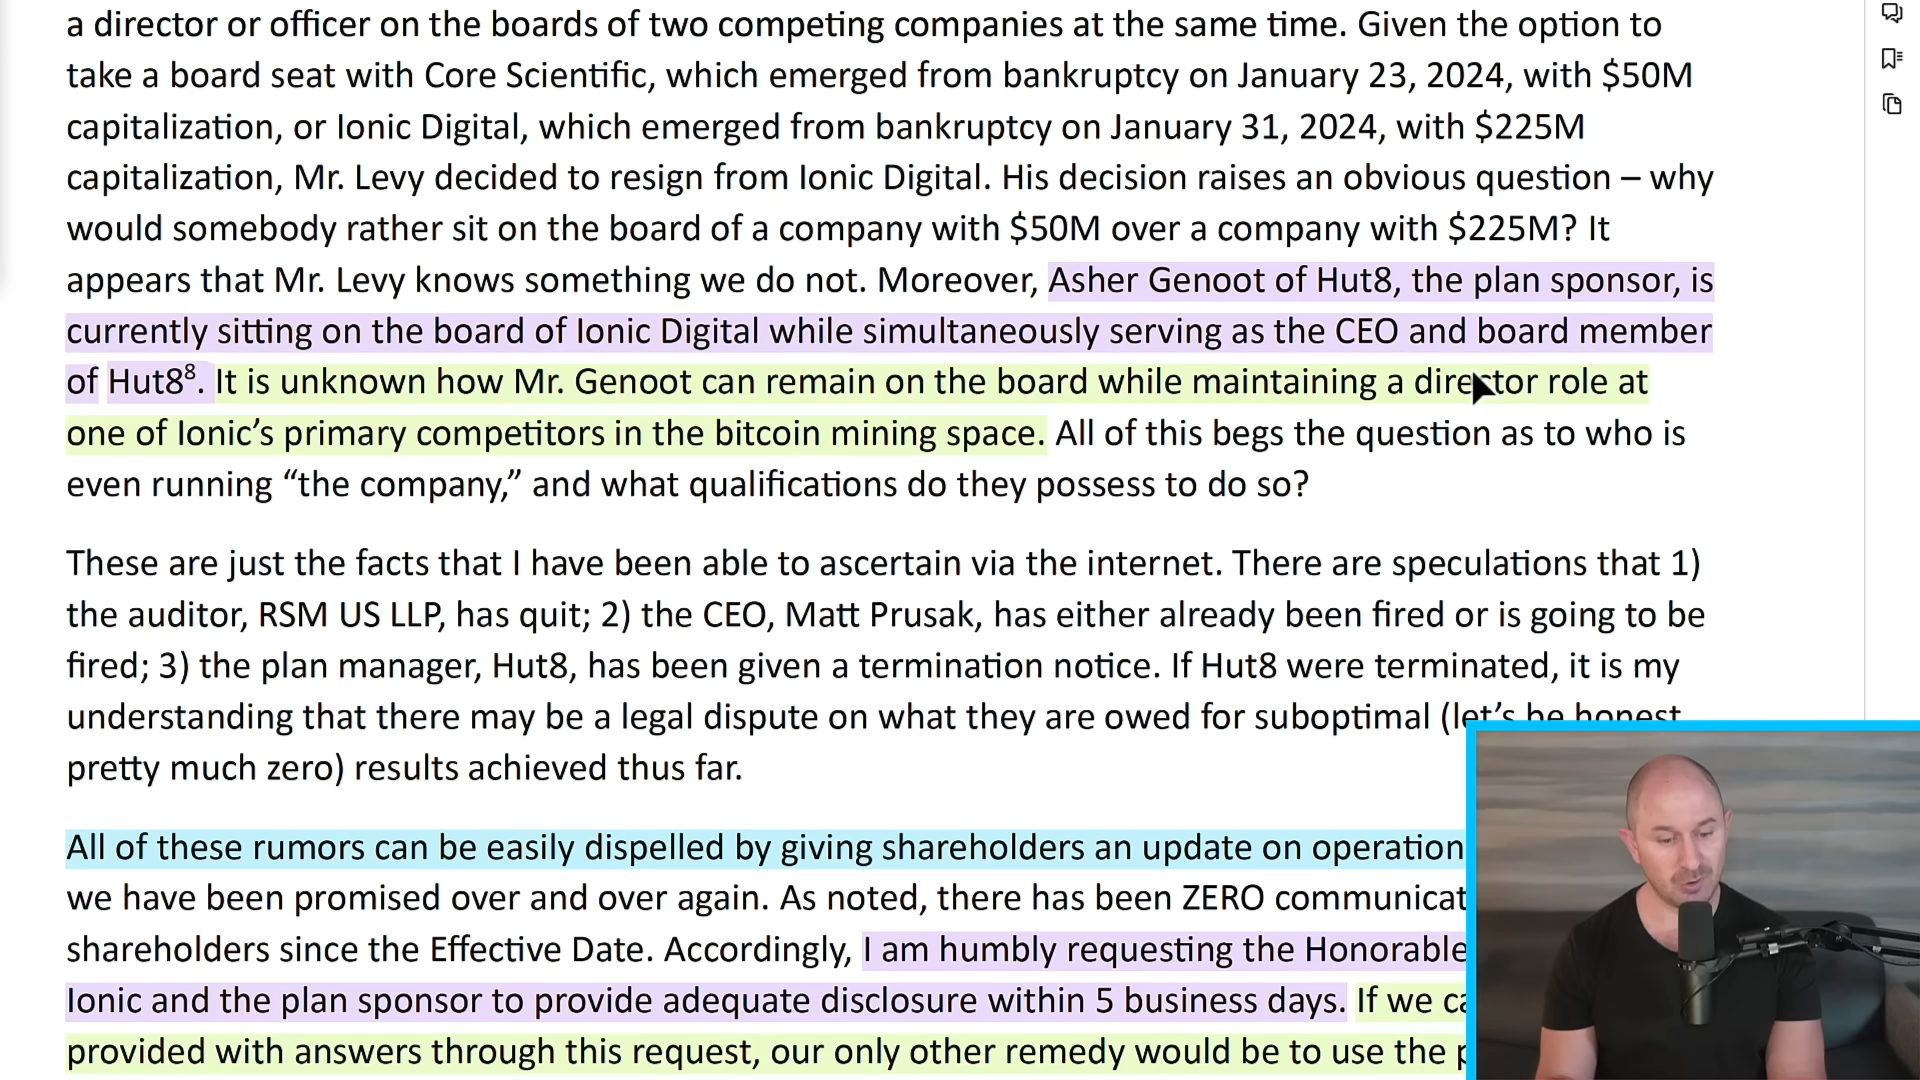 a director or officer on the boards of two competing companies at the same time. Given the option to
take a board seat with Core Scientific, which emerged from bankruptcy on January 23, 2024, with $50M
capitalization, or Ionic Digital, which emerged from bankruptcy on January 31, 2024, with $225M
capitalization, Mr. Levy decided to resign from Ionic Digital. His decision raises an obvious question – why
would somebody rather sit on the board of a company with $50M over a company with $225M? It
appears that Mr. Levy knows something we do not. Moreover, Asher Genoot of Hut8, the plan sponsor, is
currently sitting on the board of Ionic Digital while simultaneously serving as the CEO and board member
of Hut8⁸. It is unknown how Mr. Genoot can remain on the board while maintaining a director role at
one of Ionic’s primary competitors in the bitcoin mining space. All of this begs the question as to who is
even running “the company,” and what qualifications do they possess to do so?
These are just the facts that I have been able to ascertain via the internet. There are speculations that 1)
the auditor, RSM US LLP, has quit; 2) the CEO, Matt Prusak, has either already been fired or is going to be
fired; 3) the plan manager, Hut8, has been given a termination notice. If Hut8 were terminated, it is my
understanding that there may be a legal dispute on what they are owed for suboptimal (let’s be honest
pretty much zero) results achieved thus far.
All of these rumors can be easily dispelled by giving shareholders an update on operation
we have been promised over and over again. As noted, there has been ZERO communicat
shareholders since the Effective Date. Accordingly, I am humbly requesting the Honorable
Ionic and the plan sponsor to provide adequate disclosure within 5 business days. If we ca
provided with answers through this request, our only other remedy would be to use the